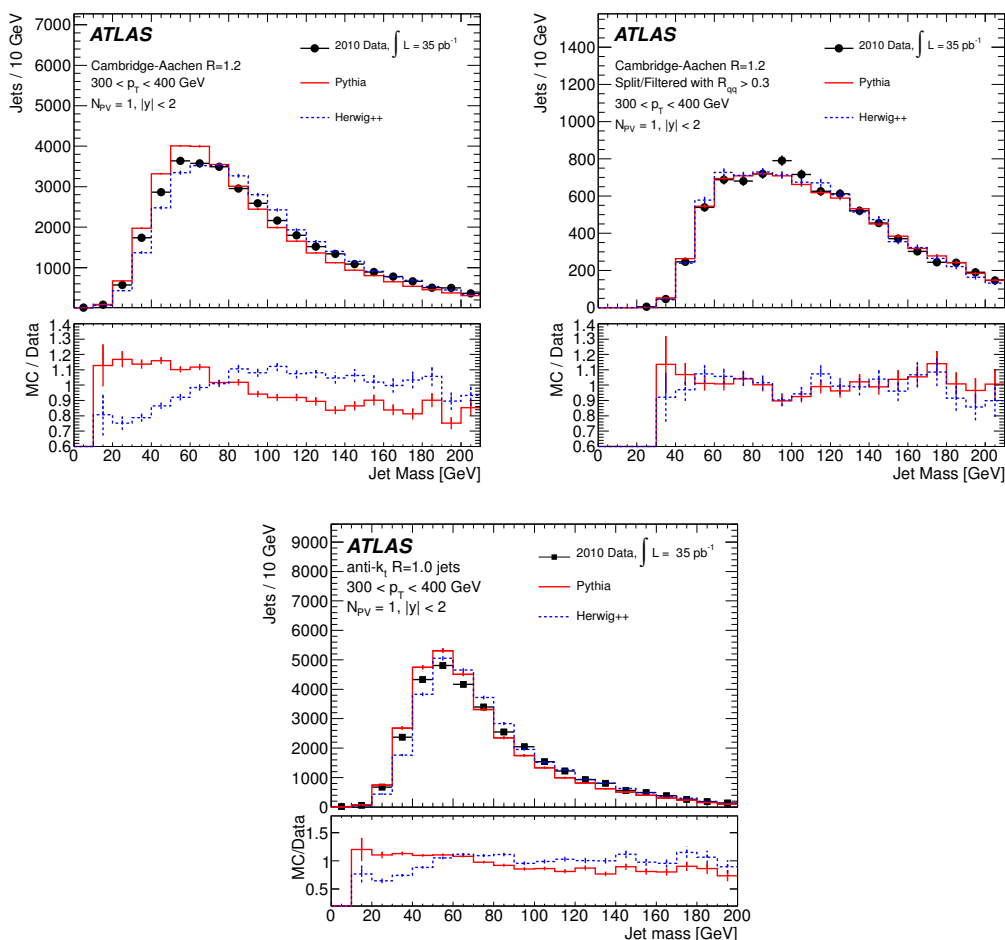 Jets / 10 GeV
7000
6000
5000
4000
3000
2000
1000
ATLAS
Cambridge-Aachen R=1.2
300 < p_T < 400 GeV
N_PV = 1, |y| < 2
2010 Data, ∫ L = 35 pb⁻¹
Pythia
Herwig++
MC / Data
1.4
1.3
1.2
1.1
1
0.9
0.8
0.7
0.6
0 20 40 60 80 100 120 140 160 180 200
Jet Mass [GeV]
Jets / 10 GeV
1400
1200
1000
800
600
400
200
0
ATLAS
Cambridge-Aachen R=1.2
Split/Filtered with R_qq > 0.3
300 < p_T < 400 GeV
N_PV = 1, |y| < 2
2010 Data, ∫ L = 35 pb⁻¹
Pythia
Herwig++
MC / Data
1.4
1.3
1.2
1.1
1
0.9
0.8
0.7
0.6
0 20 40 60 80 100 120 140 160 180 200
Jet Mass [GeV]
Jets / 10 GeV
9000
8000
7000
6000
5000
4000
3000
2000
1000
0
ATLAS
anti-k_t R=1.0 jets
300 < p_T < 400 GeV
N_PV = 1, |y| < 2
2010 Data, ∫ L = 35 pb⁻¹
Pythia
Herwig++
MC/Data
1.5
1
0.5
0 20 40 60 80 100 120 140 160 180 200
Jet mass [GeV]